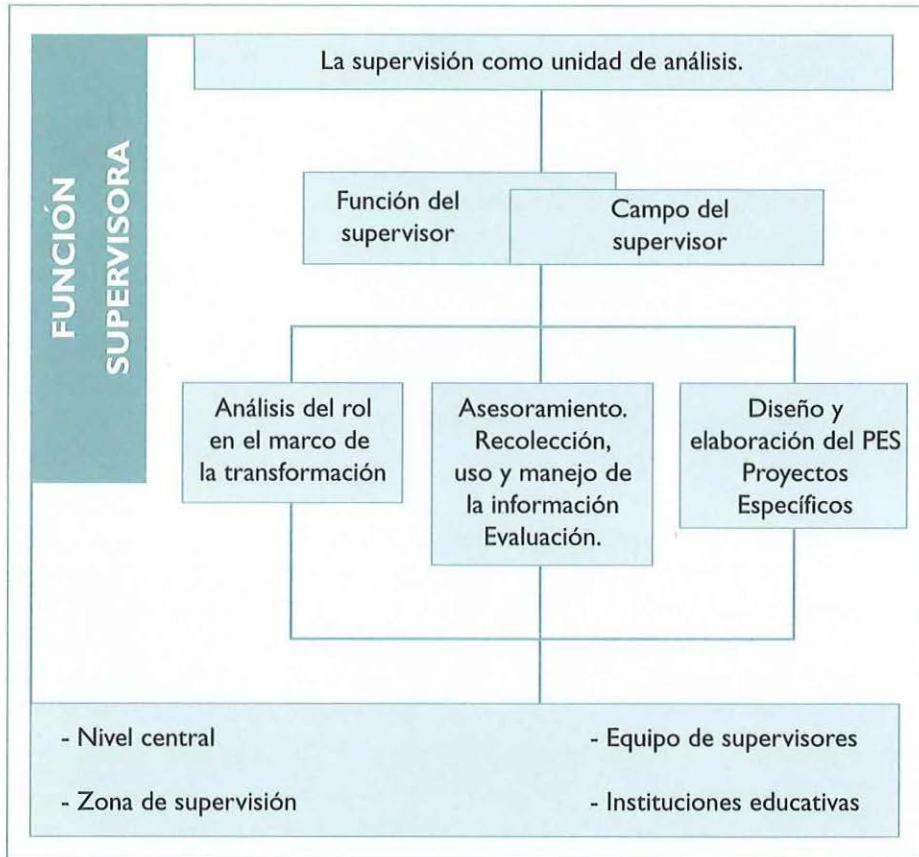 FUNCIÓN
SUPERVISORA
La supervisión como unidad de análisis.
Función del
supervisor
Campo del
supervisor
Análisis del rol
en el marco de
la transformación
Asesoramiento.
Recolección,
uso y manejo de
la información
Evaluación.
Diseño y
elaboración del PES
Proyectos
Específicos
- Nivel central
- Equipo de supervisores
- Zona de supervisión
- Instituciones educativas